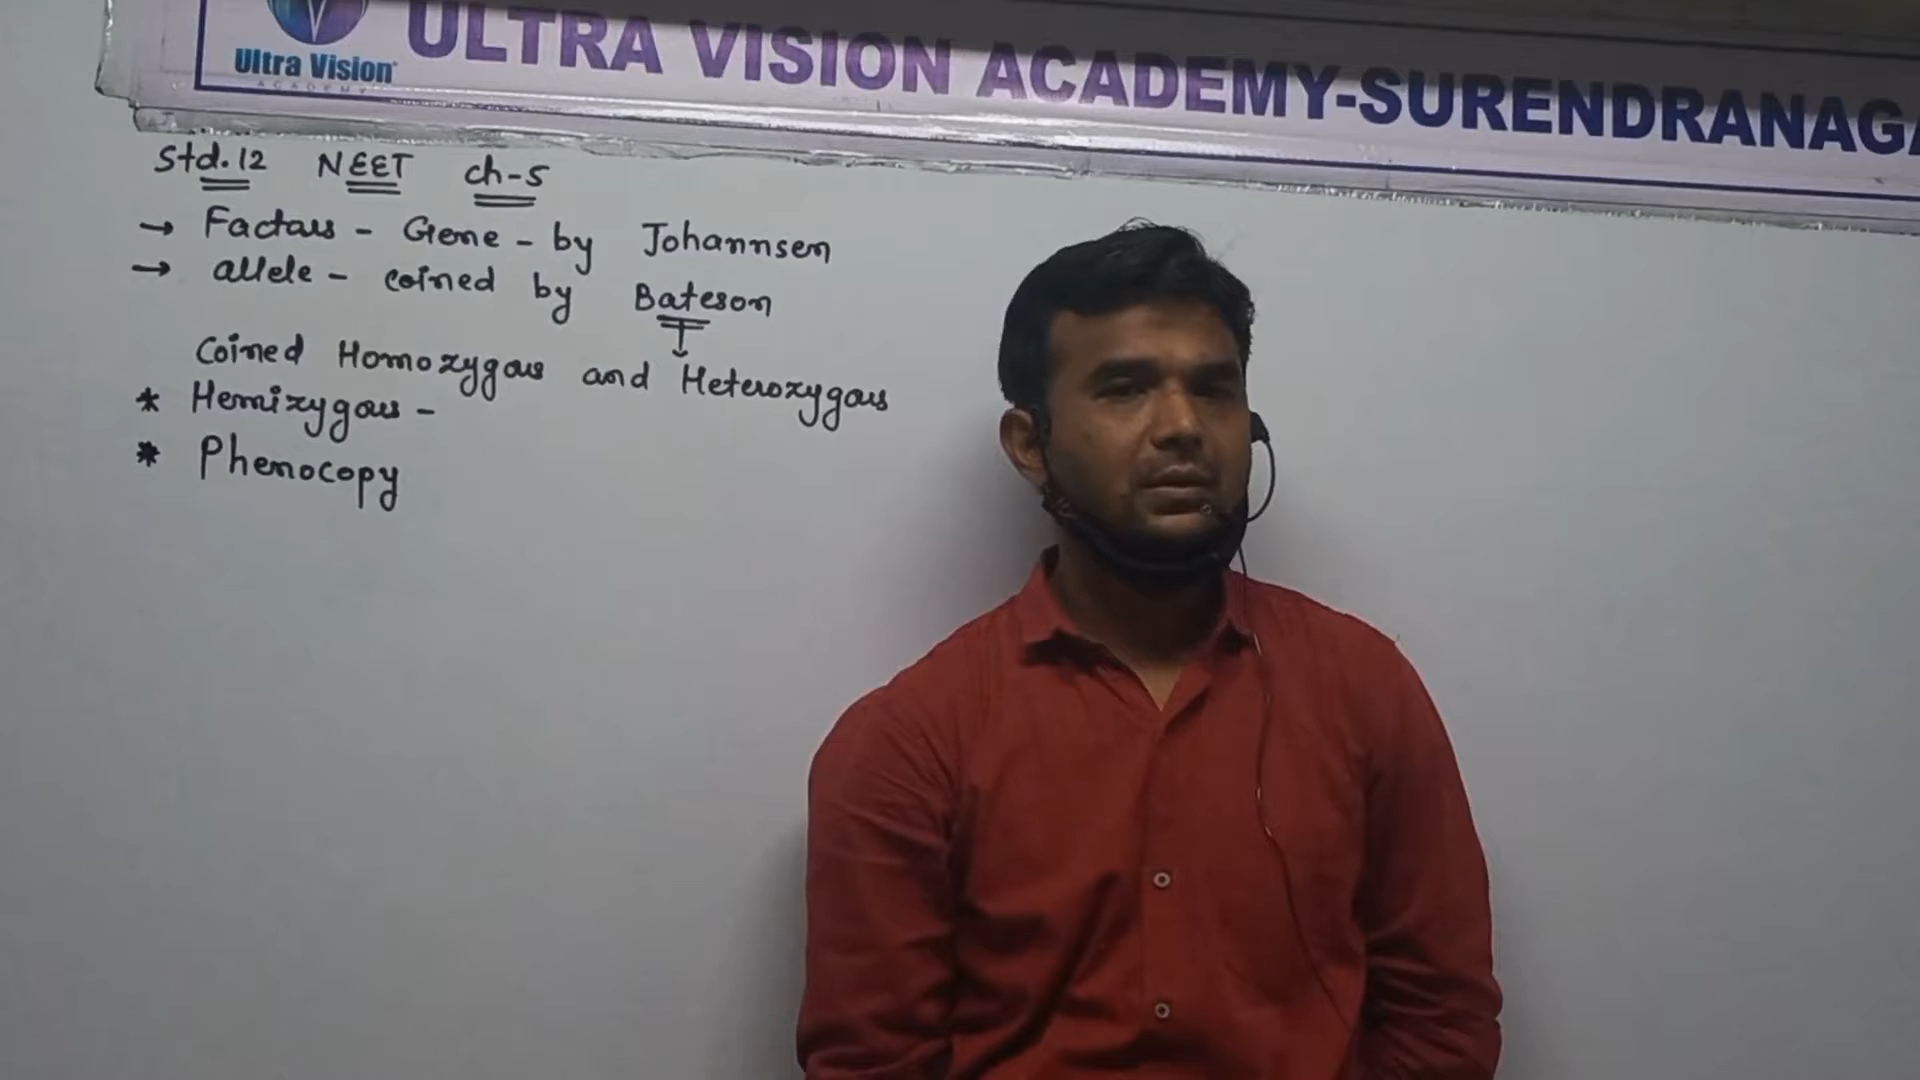 ULTRA VISION ACADEMY-SURENDRANAGA
Ultra Vision
ACADEMY
Std.12 NEET ch-5
→ Factors - Gene - by Johannsen
→ allele - coined by Bateson
Coined Homozygous and Heterozygous
* Hemizygous -
* Phenocopy